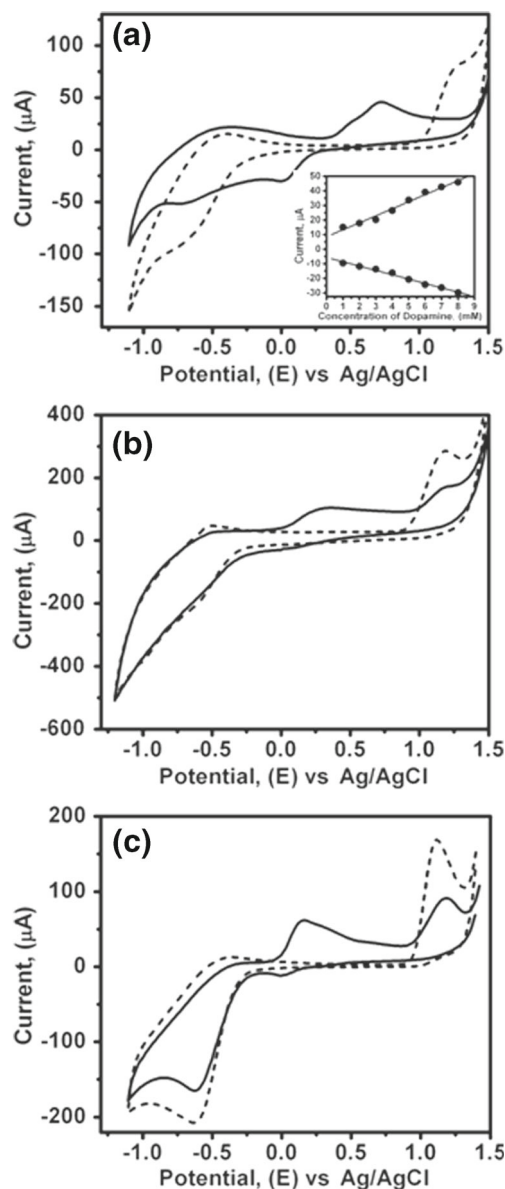 (a)
100
50
0
-50
-100
-150
Current, (μA)
-1.0 -0.5 0.0 0.5 1.0 1.5
Potential, (E) vs Ag/AgCl
50
40
30
20
10
0
-10
-20
-30
Current, μA
0 1 2 3 4 5 6 7 8 9
Concentration of Dopamine, (mM)
(b)
400
200
0
-200
-400
-600
Current, (μA)
-1.0 -0.5 0.0 0.5 1.0 1.5
Potential, (E) vs Ag/AgCl
(c)
200
100
0
-100
-200
Current, (μA)
-1.0 -0.5 0.0 0.5 1.0 1.5
Potential, (E) vs Ag/AgCl